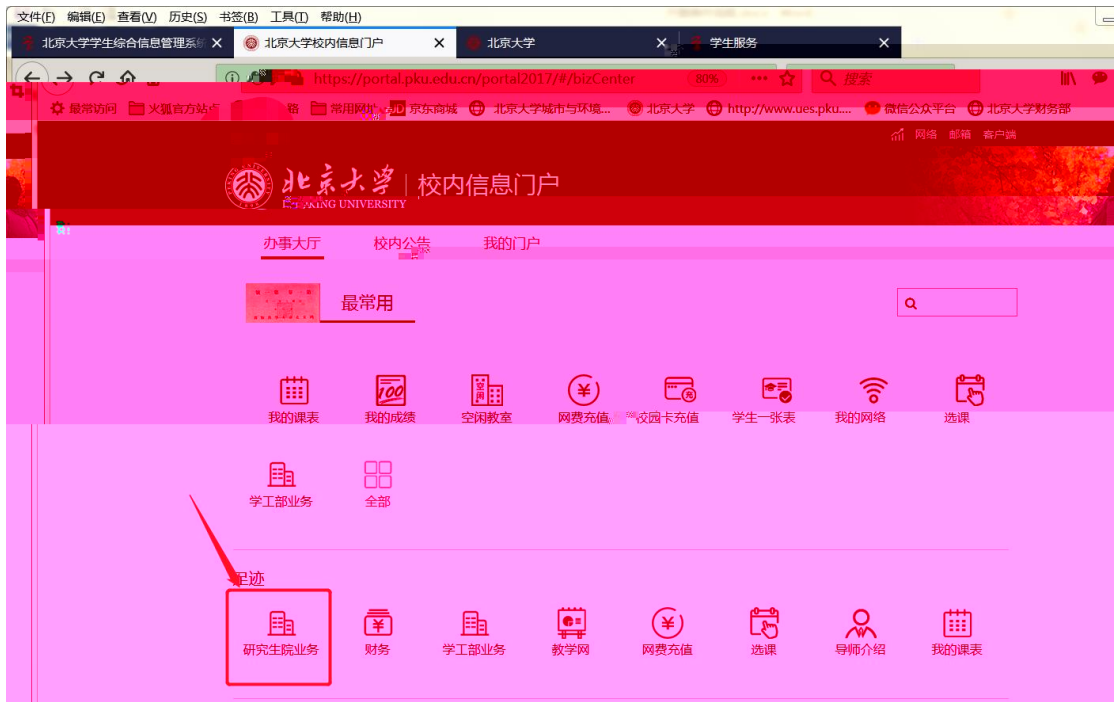 文件(F) 编辑(E) 查看(V) 历史(S) 书签(B) 工具(T) 帮助(H)
北京大学学生综合信息管理系统 北京大学校内信息门户 北京大学 学生服务
https://portal.pku.edu.cn/portal2017/#/bizCenter 80% 搜索
最常访问 火狐官方站点 常用网址 JD 京东商城 北京大学城市与环境... 北京大学 http://www.ues.pku.... 微信公众平台 北京大学财务部
网络 邮箱 客户端
北京大学 校内信息门户
PEKING UNIVERSITY
办事大厅 校内公告 我的门户
最常用
我的课表 我的成绩 空闲教室 网费充值 校园卡充值 学生一张表 我的网络 选课
学工部业务 全部
足迹
研究生院业务 财务 学工部业务 教学网 网费充值 选课 导师介绍 我的课表